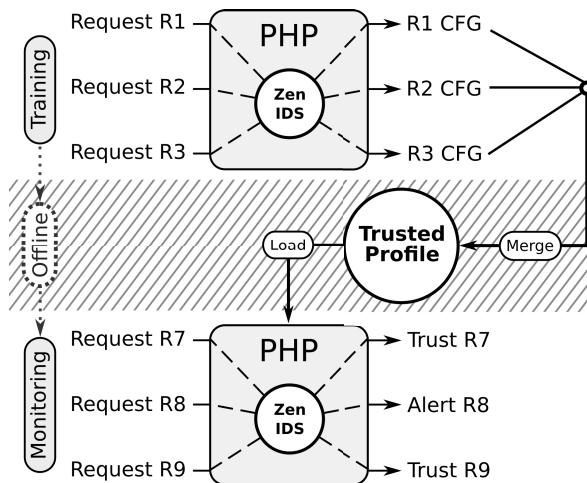 Training
Request R1
Request R2
Request R3
PHP
Zen
IDS
R1 CFG
R2 CFG
R3 CFG
Offline
Load
Trusted
Profile
Merge
Monitoring
Request R7
Request R8
Request R9
PHP
Zen
IDS
Trust R7
Alert R8
Trust R9